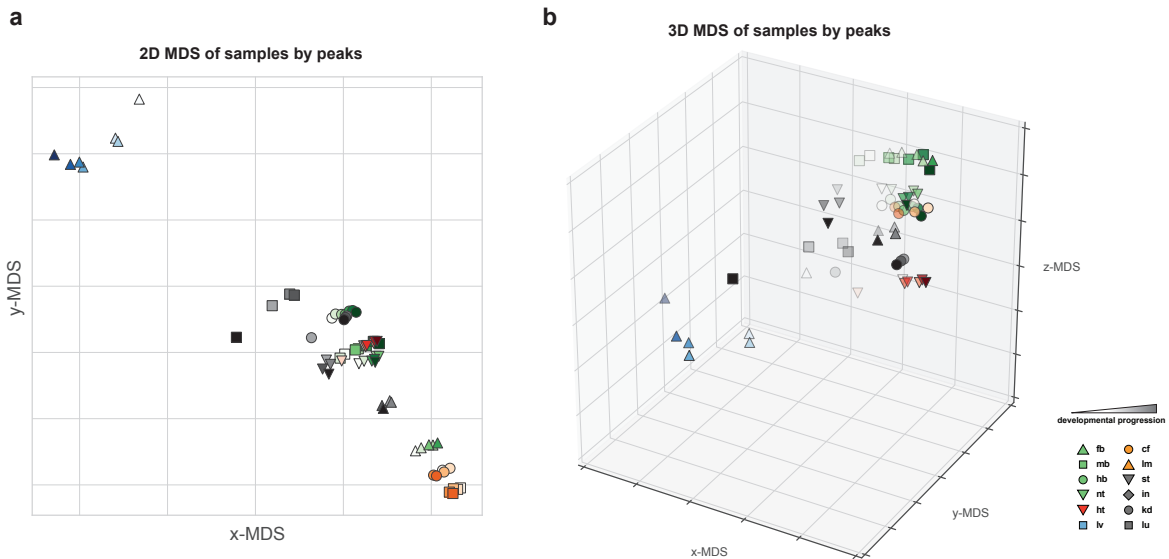 a
b
2D MDS of samples by peaks
3D MDS of samples by peaks
y-MDS
x-MDS
z-MDS
y-MDS
x-MDS
developmental progression
fb
cf
mb
lm
hb
st
nt
in
ht
kd
lv
lu